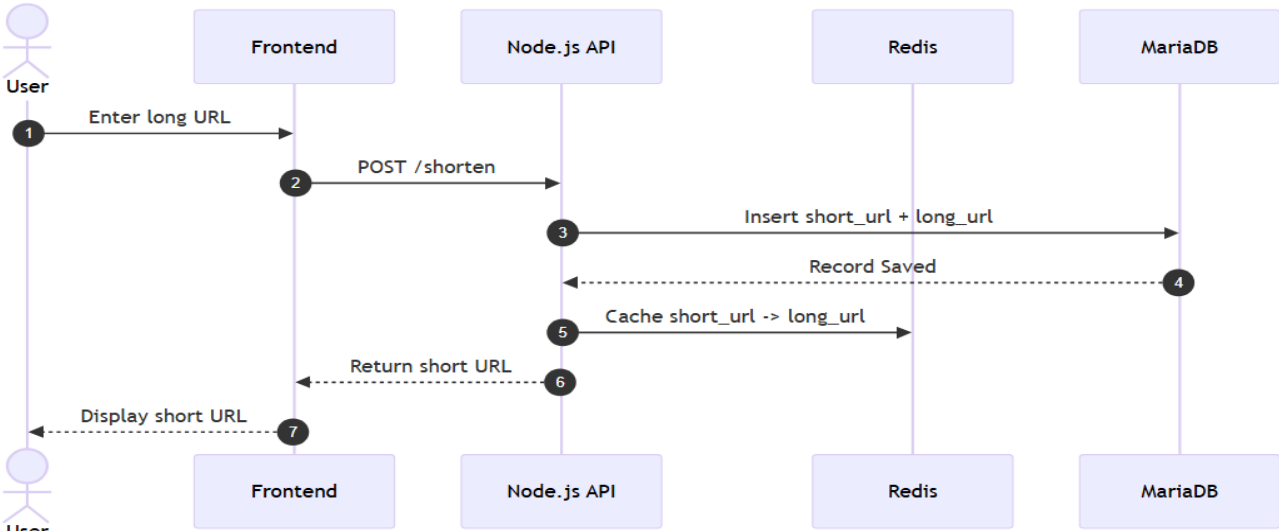 User
Frontend
Node.js API
Redis
MariaDB
1
Enter long URL
2
POST /shorten
3
Insert short_url + long_url
Record Saved
4
5
Cache short_url -> long_url
Return short URL
6
Display short URL
7
User
Frontend
Node.js API
Redis
MariaDB